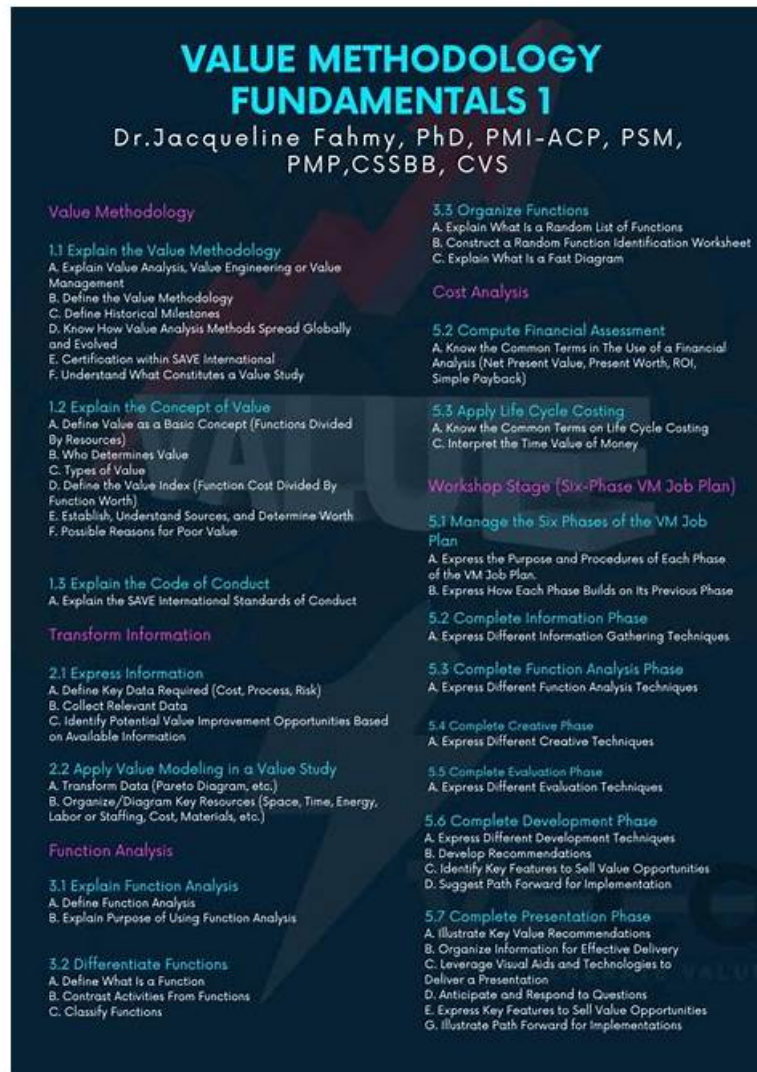 VALUE METHODOLOGY
FUNDAMENTALS 1
Dr.Jacqueline Fahmy, PhD, PMI-ACP, PSM,
PMP,CSSBB, CVS
Value Methodology
1.1 Explain the Value Methodology
A. Explain Value Analysis, Value Engineering or Value
Management
B. Define the Value Methodology
C. Define Historical Milestones
D. Know How Value Analysis Methods Spread Globally
and Evolved
E. Certification within SAVE International
F. Understand What Constitutes a Value Study
1.2 Explain the Concept of Value
A. Define Value as a Basic Concept (Functions Divided
By Resources)
B. Who Determines Value
C. Types of Value
D. Define the Value Index (Function Cost Divided By
Function Worth)
E. Establish, Understand Sources, and Determine Worth
F. Possible Reasons for Poor Value
1.3 Explain the Code of Conduct
A. Explain the SAVE International Standards of Conduct
Transform Information
2.1 Express Information
A. Define Key Data Required (Cost, Process, Risk)
B. Collect Relevant Data
C. Identify Potential Value Improvement Opportunities Based
on Available Information
2.2 Apply Value Modeling in a Value Study
A. Transform Data (Pareto Diagram, etc.)
B. Organize/Diagram Key Resources (Space, Time, Energy,
Labor or Staffing, Cost, Materials, etc.)
Function Analysis
3.1 Explain Function Analysis
A. Define Function Analysis
B. Explain Purpose of Using Function Analysis
3.2 Differentiate Functions
A. Define What Is a Function
B. Contrast Activities From Functions
C. Classify Functions
3.3 Organize Functions
A. Explain What Is a Random List of Functions
B. Construct a Random Function Identification Worksheet
C. Explain What Is a Fast Diagram
Cost Analysis
5.2 Compute Financial Assessment
A. Know the Common Terms in The Use of a Financial
Analysis (Net Present Value, Present Worth, ROI,
Simple Payback)
5.3 Apply Life Cycle Costing
A. Know the Common Terms on Life Cycle Costing
C. Interpret the Time Value of Money
Workshop Stage (Six-Phase VM Job Plan)
5.1 Manage the Six Phases of the VM Job
Plan
A. Express the Purpose and Procedures of Each Phase
of the VM Job Plan.
B. Express How Each Phase Builds on Its Previous Phase
5.2 Complete Information Phase
A. Express Different Information Gathering Techniques
5.3 Complete Function Analysis Phase
A. Express Different Function Analysis Techniques
5.4 Complete Creative Phase
A. Express Different Creative Techniques
5.5 Complete Evaluation Phase
A. Express Different Evaluation Techniques
5.6 Complete Development Phase
A. Express Different Development Techniques
B. Develop Recommendations
C. Identify Key Features to Sell Value Opportunities
D. Suggest Path Forward for Implementation
5.7 Complete Presentation Phase
A. Illustrate Key Value Recommendations
B. Organize Information for Effective Delivery
C. Leverage Visual Aids and Technologies to
Deliver a Presentation
D. Anticipate and Respond to Questions
E. Express Key Features to Sell Value Opportunities
G. Illustrate Path Forward for Implementations
VALUE